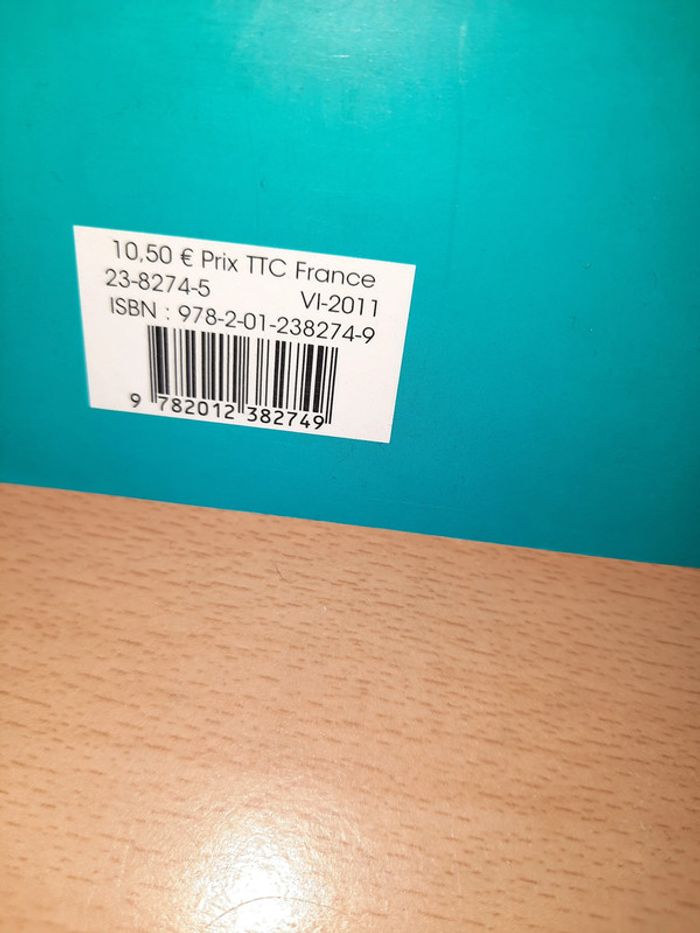 10,50 € Prix TTC France
23-8274-5 VI-2011
ISBN : 978-2-01-238274-9
9 782012 382749